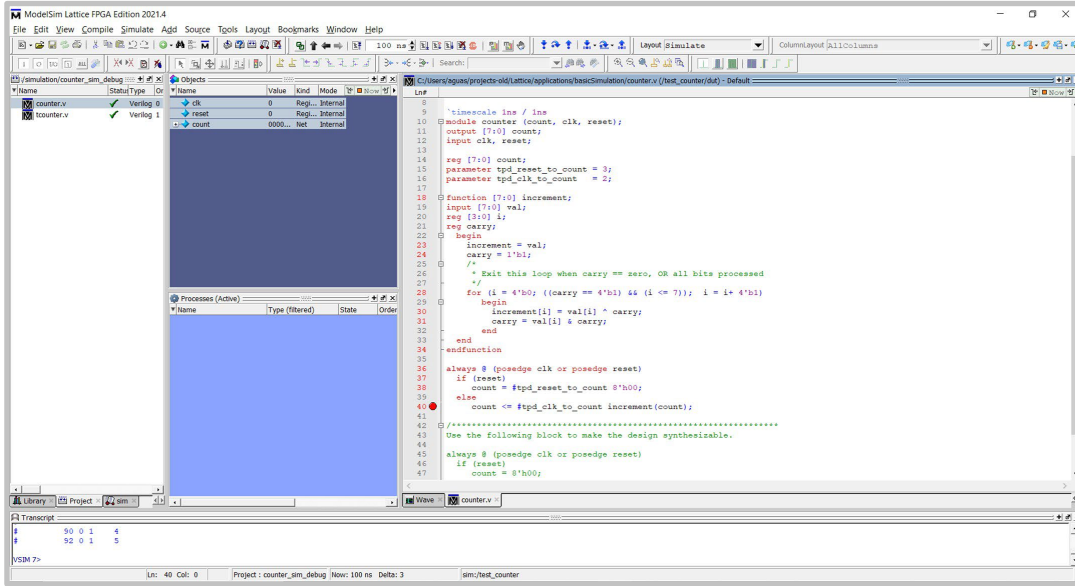 ModelSim Lattice FPGA Edition 2021.4
File Edit View Compile Simulate Add Source Tools Layout Bookmarks Window Help
100 ns
Layout Simulate
ColumnLayout AllColumns
Search:
/simulation/counter_sim_debug
Name Status Type Or
counter.v Verilog 0
tcounter.v Verilog 1
Objects
Name Value Kind Mode Now
clk 0 Regi... Internal
reset 0 Regi... Internal
count 0000... Net Internal
Processes (Active)
Name Type (filtered) State Order
C:/Users/aguas/projects-old/Lattice/applications/basicSimulation/counter.v (/test_counter/dut) - Default
Ln# Now
8
9 `timescale 1ns / 1ns
10 module counter (count, clk, reset);
11 output [7:0] count;
12 input clk, reset;
13
14 reg [7:0] count;
15 parameter tpd_reset_to_count = 3;
16 parameter tpd_clk_to_count = 2;
17
18 function [7:0] increment;
19 input [7:0] val;
20 reg [3:0] i;
21 reg carry;
22 begin
23 increment = val;
24 carry = 1'b1;
25 /*
26 * Exit this loop when carry == zero, OR all bits processed
27 */
28 for (i = 4'b0; ((carry == 4'b1) && (i <= 7)); i = i+ 4'b1)
29 begin
30 increment[i] = val[i] ^ carry;
31 carry = val[i] & carry;
32 end
33 end
34 endfunction
35
36 always @ (posedge clk or posedge reset)
37 if (reset)
38 count = #tpd_reset_to_count 8'h00;
39 else
40 count <= #tpd_clk_to_count increment(count);
41
42 /****************************************************************
43 Use the following block to make the design synthesizable.
44
45 always @ (posedge clk or posedge reset)
46 if (reset)
47 count = 8'h00;
Library Project sim
Wave counter.v
Transcript
# 90 0 1 4
# 92 0 1 5
VSIM 7>
Ln: 40 Col: 0 Project : counter_sim_debug Now: 100 ns Delta: 3 sim:/test_counter